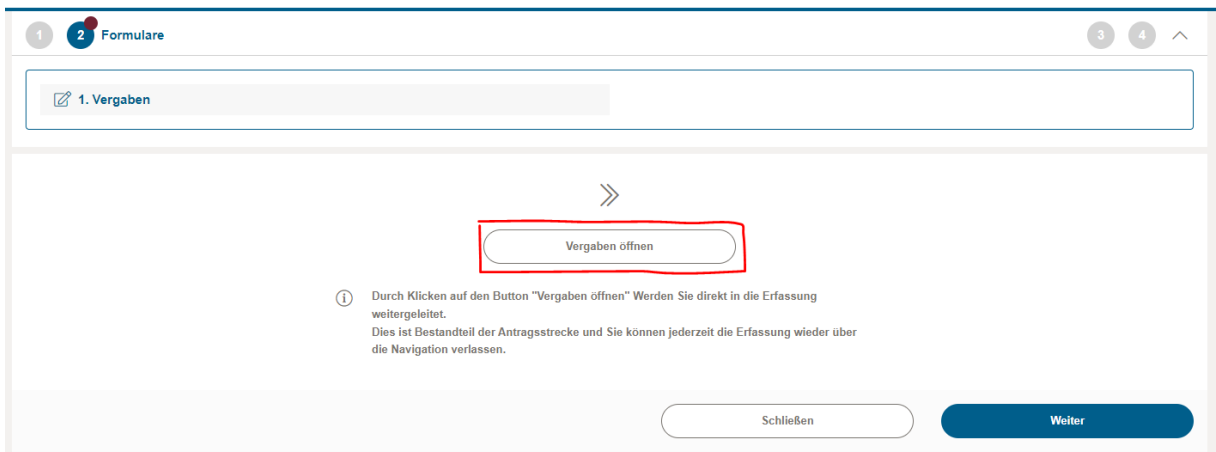 1 2 Formulare 3 4
1. Vergaben
Vergaben öffnen
Durch Klicken auf den Button "Vergaben öffnen" Werden Sie direkt in die Erfassung
weitergeleitet.
Dies ist Bestandteil der Antragsstrecke und Sie können jederzeit die Erfassung wieder über
die Navigation verlassen.
Schließen Weiter